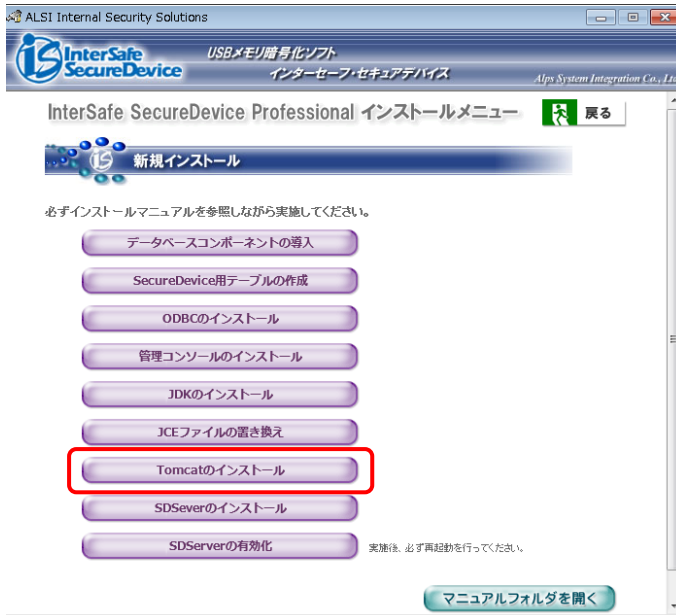 ALSI Internal Security Solutions
InterSafe SecureDevice
USBメモリ暗号化ソフト
インターセーフ・セキュアデバイス
Alps System Integration Co., Lt
InterSafe SecureDevice Professional インストールメニュー
戻る
iS 新規インストール
必ずインストールマニュアルを参照しながら実施してください。
データベースコンポーネントの導入
SecureDevice用テーブルの作成
ODBCのインストール
管理コンソールのインストール
JDKのインストール
JCEファイルの置き換え
Tomcatのインストール
SDSeverのインストール
SDServerの有効化
実施後、必ず再起動を行ってください。
マニュアルフォルダを開く